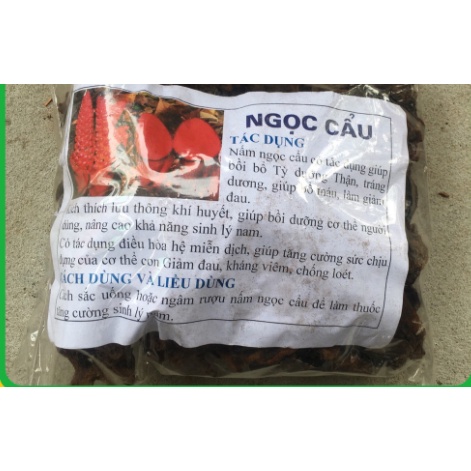 NGỌC CẨU
TÁC DỤNG
Nấm ngọc cẩu có tác dụng giúp
bồi bổ Tỳ dương Thận, tráng
dương, giúp bổ máu, làm giảm
đau.
thích lưu thông khí huyết, giúp bồi dưỡng cơ thể người
dùng, nâng cao khả năng sinh lý nam.
Có tác dụng điều hòa hệ miễn dịch, giúp tăng cường sức chịu
đựng của cơ thể con Giảm đau, kháng viêm, chống loét.
CÁCH DÙNG VÀ LIỀU DÙNG
sắc uống hoặc ngâm rượu nấm ngọc cẩu để làm thuốc
tăng cường sinh lý nam.